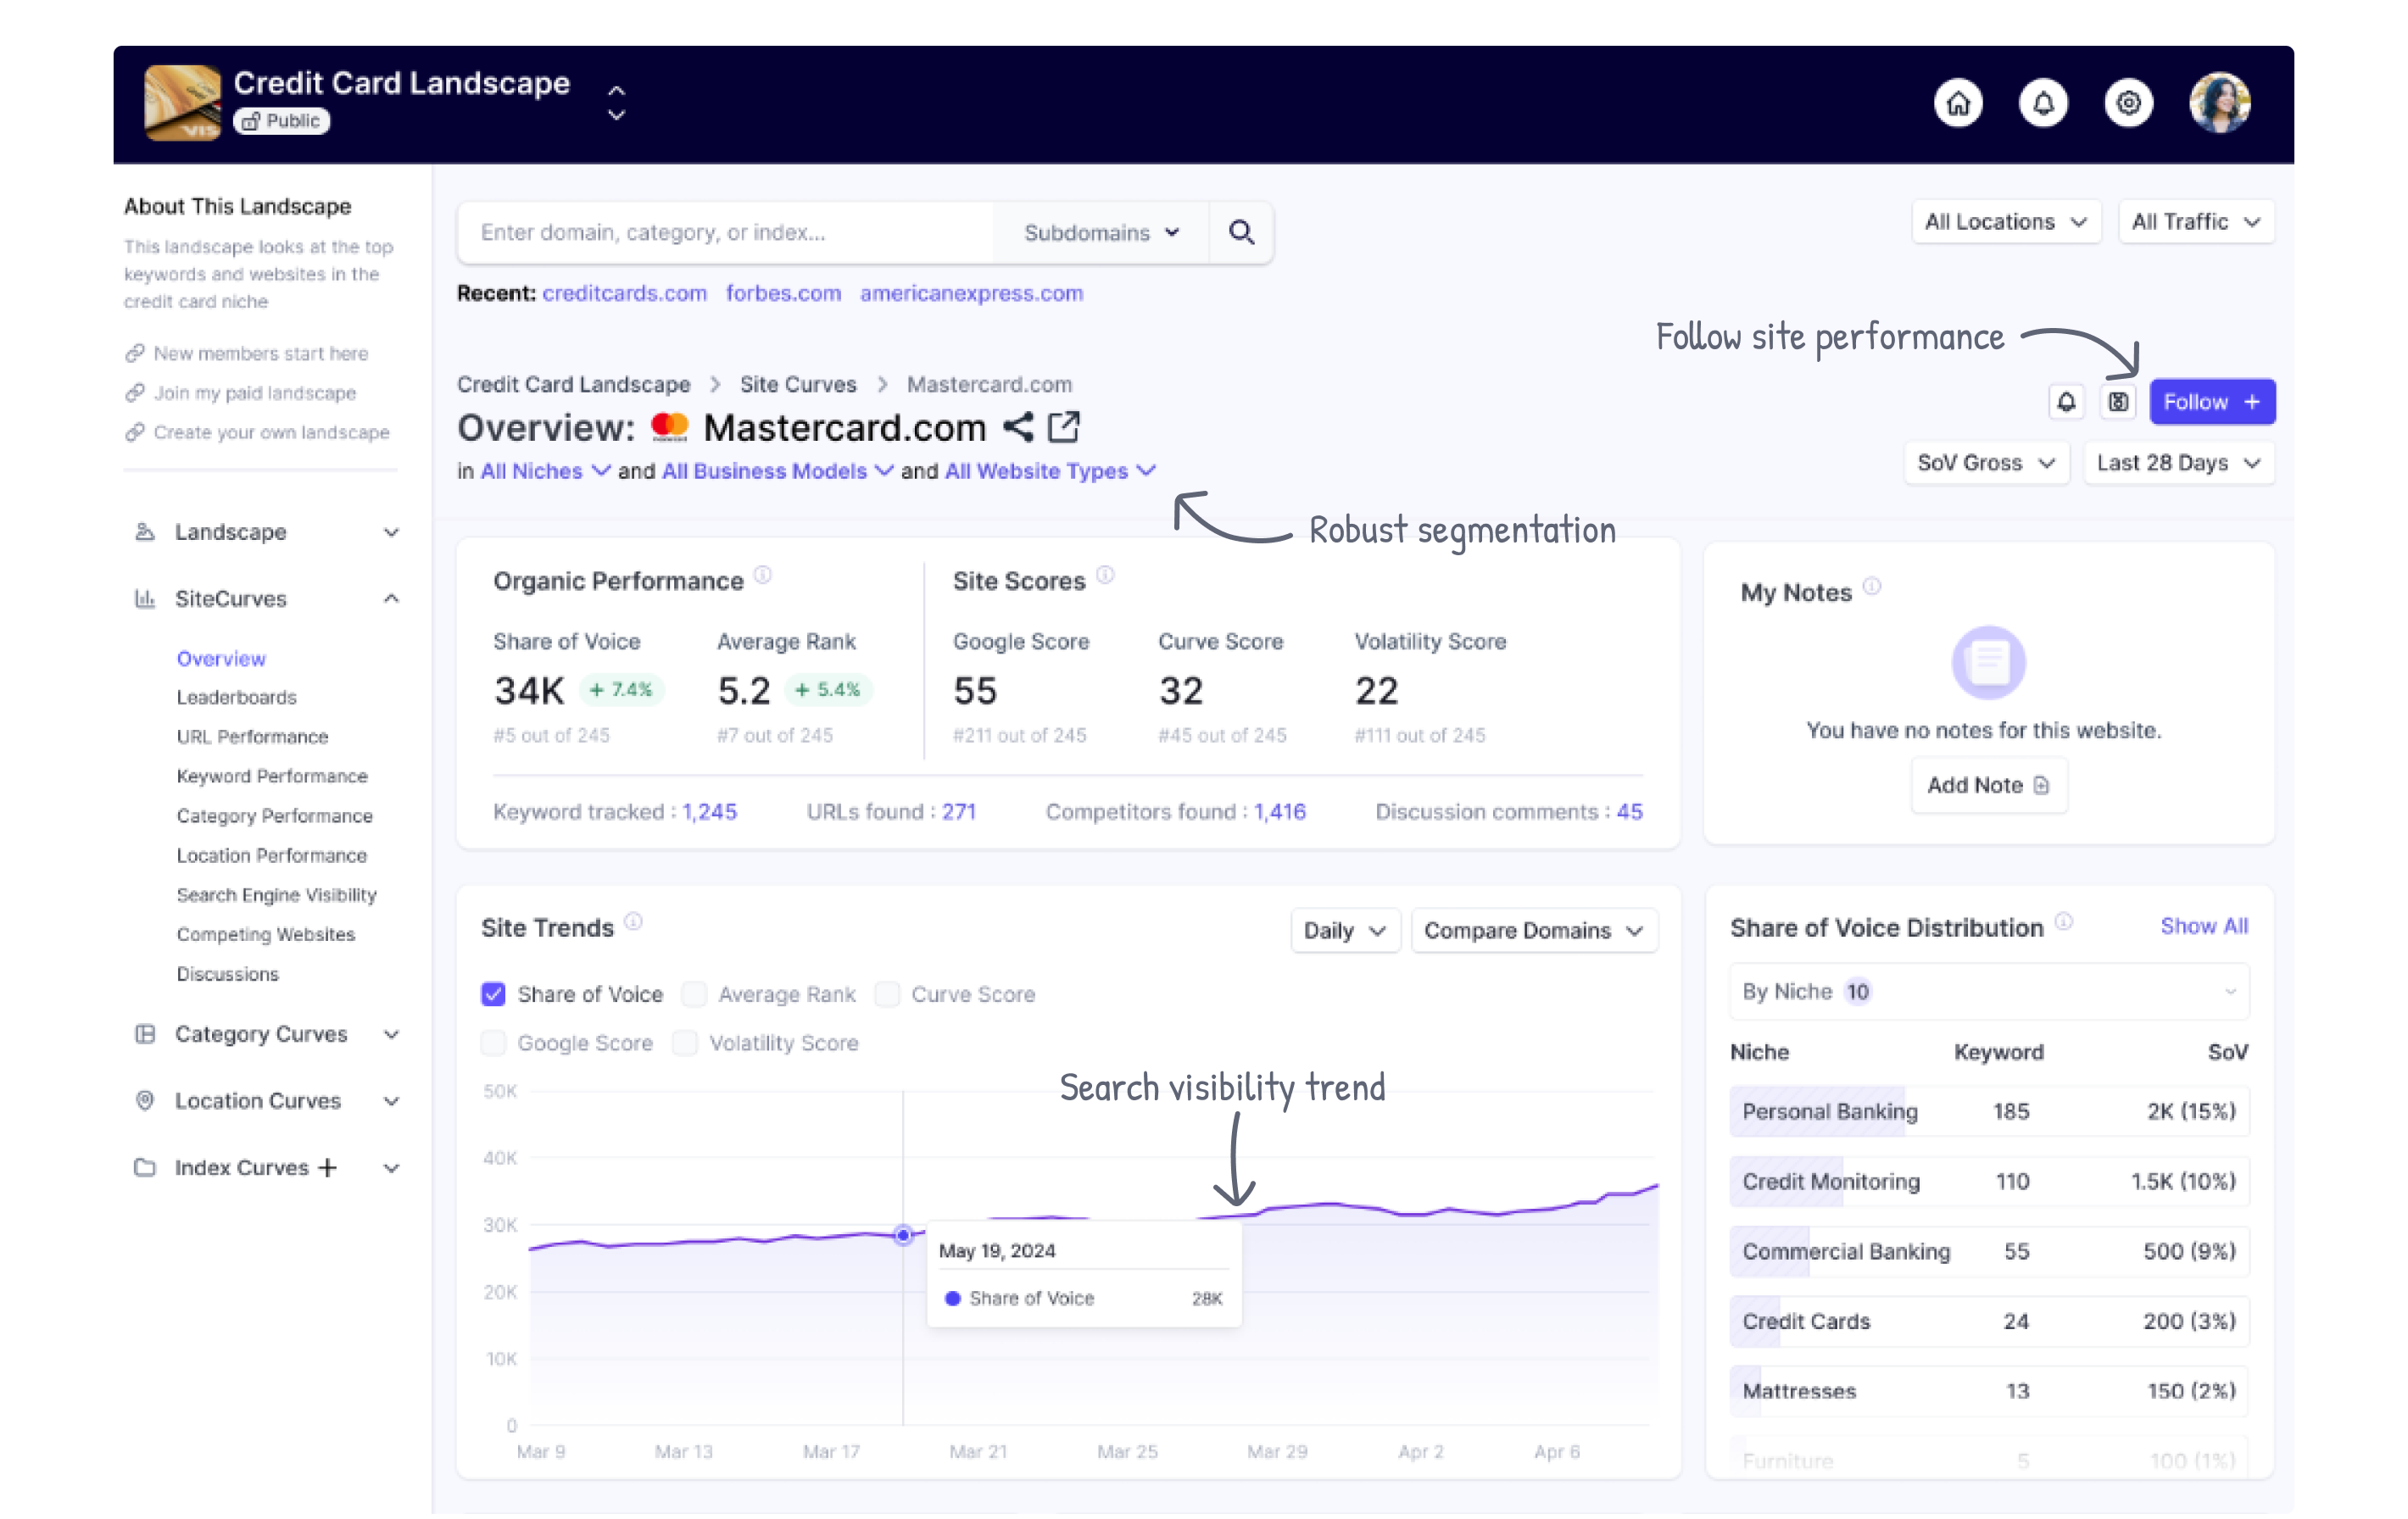 Credit Card Landscape
Public
VIS
About This Landscape
This landscape looks at the top
keywords and websites in the
credit card niche
New members start here
Join my paid landscape
Create your own landscape
Landscape
SiteCurves
Overview
Leaderboards
URL Performance
Keyword Performance
Category Performance
Location Performance
Search Engine Visibility
Competing Websites
Discussions
Category Curves
Location Curves
Index Curves +
Enter domain, category, or index...
Subdomains
All Locations
All Traffic
Recent: creditcards.com forbes.com americanexpress.com
Follow site performance
Credit Card Landscape > Site Curves > Mastercard.com
Follow +
Overview: Mastercard.com
in All Niches and All Business Models and All Website Types
SoV Gross
Last 28 Days
Robust segmentation
Organic Performance
Share of Voice
34K + 7.4%
#5 out of 245
Average Rank
5.2 + 5.4%
#7 out of 245
Site Scores
Google Score
55
#211 out of 245
Curve Score
32
#45 out of 245
Volatility Score
22
#111 out of 245
Keyword tracked : 1,245
URLs found : 271
Competitors found : 1,416
Discussion comments : 45
My Notes
You have no notes for this website.
Add Note
Site Trends
Daily
Compare Domains
Share of Voice
Average Rank
Curve Score
Google Score
Volatility Score
Search visibility trend
50K
40K
30K
20K
10K
0
May 19, 2024
Share of Voice 28K
Mar 9 Mar 13 Mar 17 Mar 21 Mar 25 Mar 29 Apr 2 Apr 6
Share of Voice Distribution
Show All
By Niche 10
Niche Keyword SoV
Personal Banking 185 2K (15%)
Credit Monitoring 110 1.5K (10%)
Commercial Banking 55 500 (9%)
Credit Cards 24 200 (3%)
Mattresses 13 150 (2%)
Furniture 5 100 (1%)